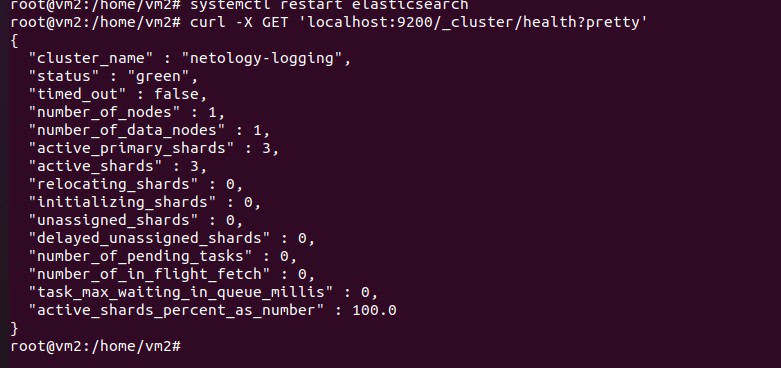 root@vm2:/home/vm2# systemctl restart elasticsearch
root@vm2:/home/vm2# curl -X GET 'localhost:9200/_cluster/health?pretty'
{
  "cluster_name" : "netology-logging",
  "status" : "green",
  "timed_out" : false,
  "number_of_nodes" : 1,
  "number_of_data_nodes" : 1,
  "active_primary_shards" : 3,
  "active_shards" : 3,
  "relocating_shards" : 0,
  "initializing_shards" : 0,
  "unassigned_shards" : 0,
  "delayed_unassigned_shards" : 0,
  "number_of_pending_tasks" : 0,
  "number_of_in_flight_fetch" : 0,
  "task_max_waiting_in_queue_millis" : 0,
  "active_shards_percent_as_number" : 100.0
}
root@vm2:/home/vm2#